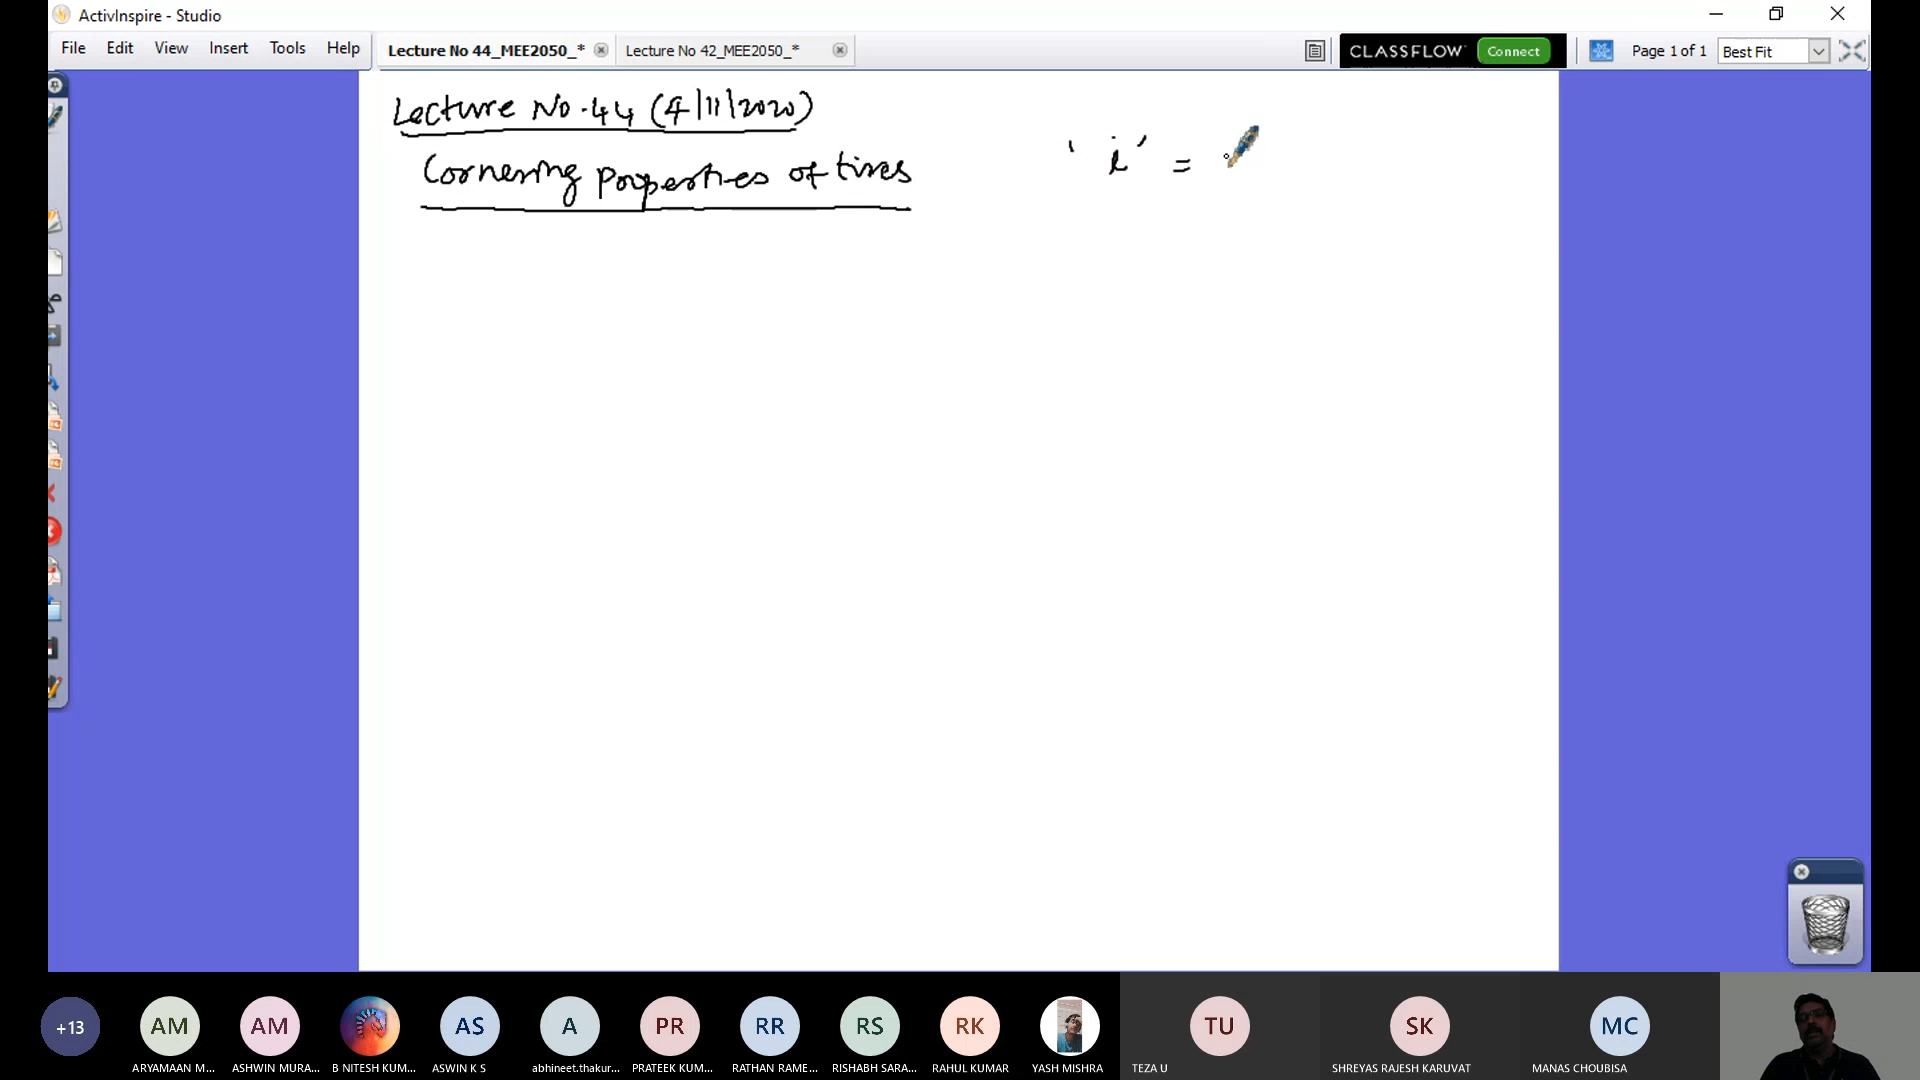 ActivInspire - Studio
File Edit View Insert Tools Help
Lecture No 44_MEE2050_* Lecture No 42_MEE2050_*
CLASSFLOW Connect Page 1 of 1 Best Fit
Lecture No.44 (4/11/2020)
Cornering properties of tires
' i ' =
+13 AM AM AS A PR RR RS RK TU SK MC
ARYAMAAN M... ASHWIN MURA... B NITESH KUM... ASWIN K S abhineet.thakur... PRATEEK KUM... RATHAN RAME... RISHABH SARA... RAHUL KUMAR YASH MISHRA TEZA U SHREYAS RAJESH KARUVAT MANAS CHOUBISA